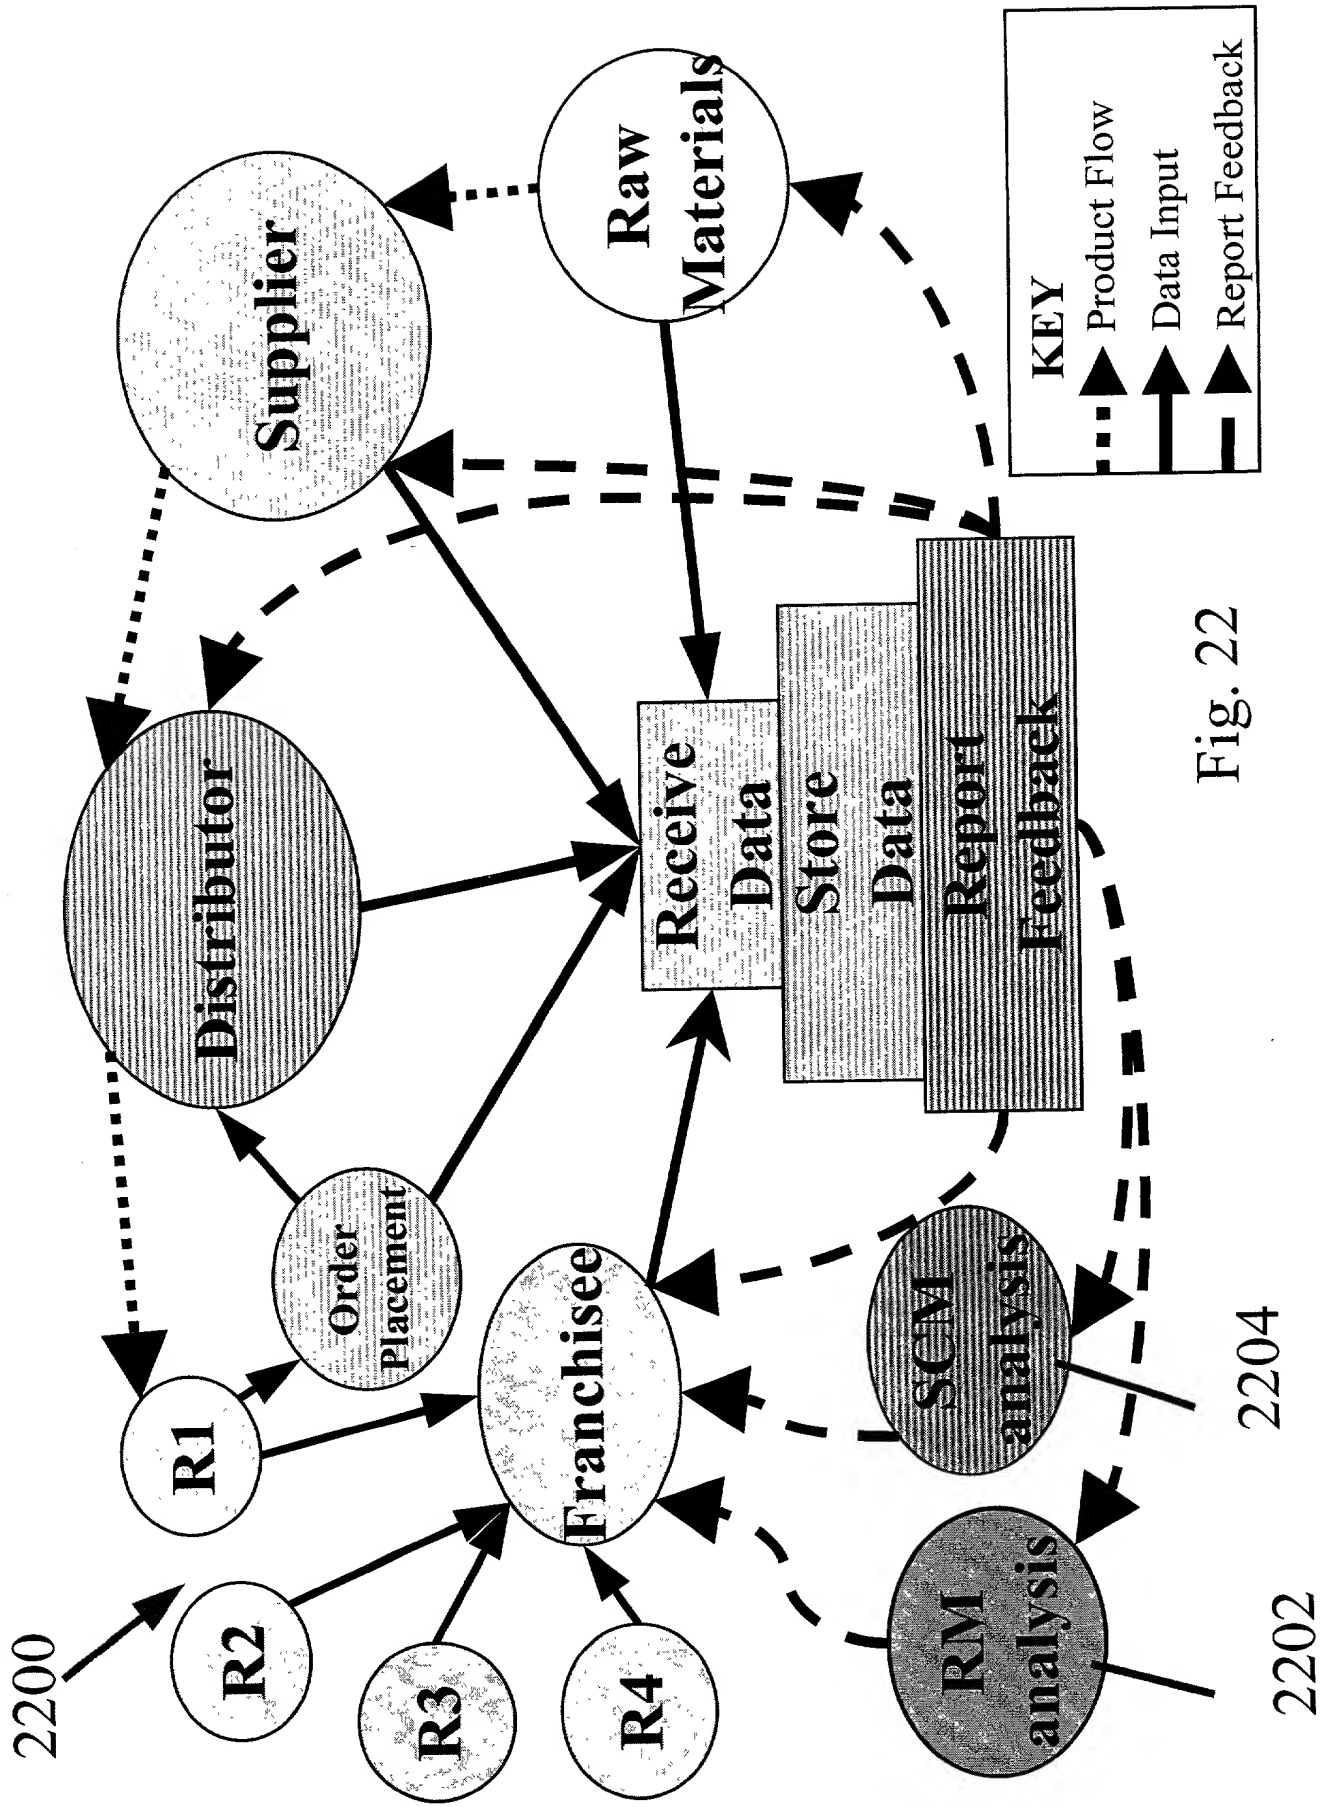 2200
R1
R2
R3
R4
Order
Placement
Franchisee
Distributor
Supplier
Raw
Materials
Receive
Data
Store
Data
Report
Feedback
RM
analysis
SCM
analysis
2202
2204
KEY
Product Flow
Data Input
Report Feedback
Fig. 22